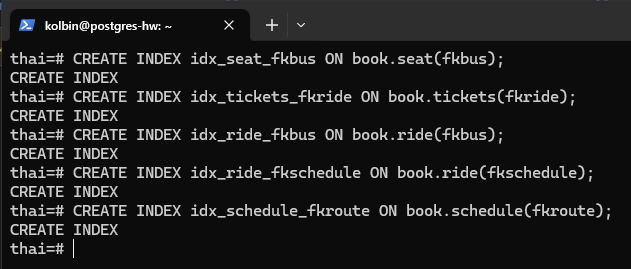 kolbin@postgres-hw: ~
thai=# CREATE INDEX idx_seat_fkbus ON book.seat(fkbus);
CREATE INDEX
thai=# CREATE INDEX idx_tickets_fkride ON book.tickets(fkride);
CREATE INDEX
thai=# CREATE INDEX idx_ride_fkbus ON book.ride(fkbus);
CREATE INDEX
thai=# CREATE INDEX idx_ride_fkschedule ON book.ride(fkschedule);
CREATE INDEX
thai=# CREATE INDEX idx_schedule_fkroute ON book.schedule(fkroute);
CREATE INDEX
thai=#